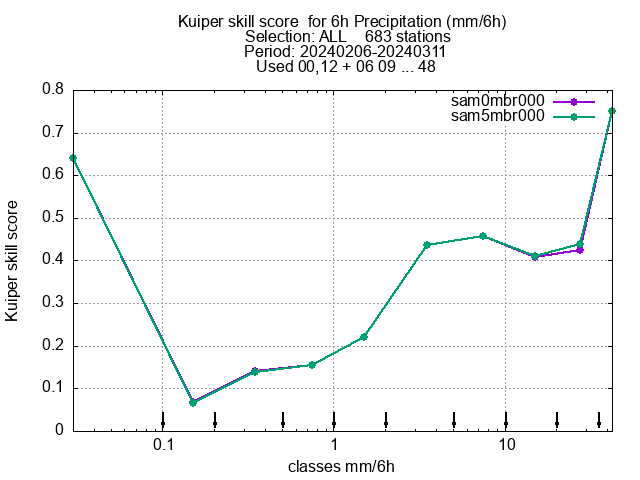 Kuiper skill score  for 6h Precipitation (mm/6h)
Selection: ALL    683 stations
Period: 20240206-20240311
Used 00,12 + 06 09 ... 48
sam0mbr000
sam5mbr000
0.8
0.7
0.6
0.5
0.4
0.3
0.2
0.1
0
Kuiper skill score
0.1 1 10
classes mm/6h